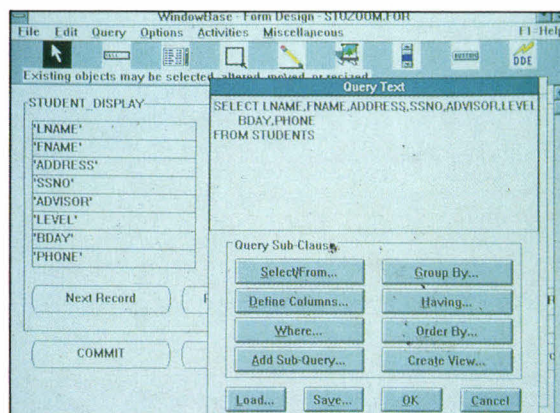 WindowBase - Form Design - STUZOOM.FOR
File Edit Query Options Activities Miscellaneous F1-Help
DDE
Existing objects may be selected, altered, moved, or resized
Query Text
SELECT LNAME,FNAME,ADDRESS,SSNO,ADVISOR,LEVEL
BDAY,PHONE
FROM STUDENTS
STUDENT_DISPLAY
'LNAME'
'FNAME'
'ADDRESS'
'SSNO'
'ADVISOR'
'LEVEL'
'BDAY'
'PHONE'
Next Record
COMMIT
Query Sub-Clause
Select/From...
Group By...
Define Columns...
Having...
Where...
Order By...
Add Sub-Query...
Create View...
Load...
Save...
OK
Cancel